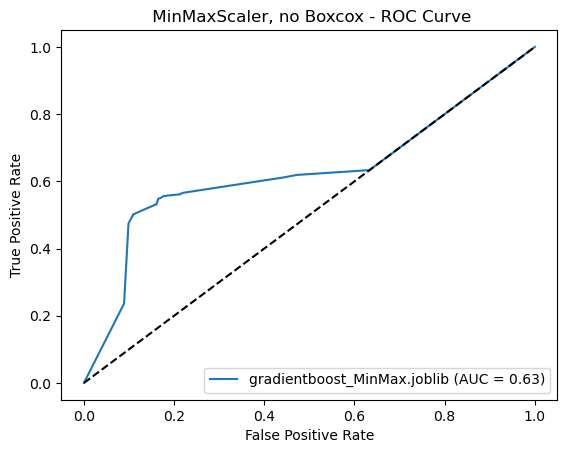 MinMaxScaler, no Boxcox - ROC Curve
1.0
0.8
0.6
0.4
0.2
0.0
True Positive Rate
gradientboost_MinMax.joblib (AUC = 0.63)
0.0 0.2 0.4 0.6 0.8 1.0
False Positive Rate